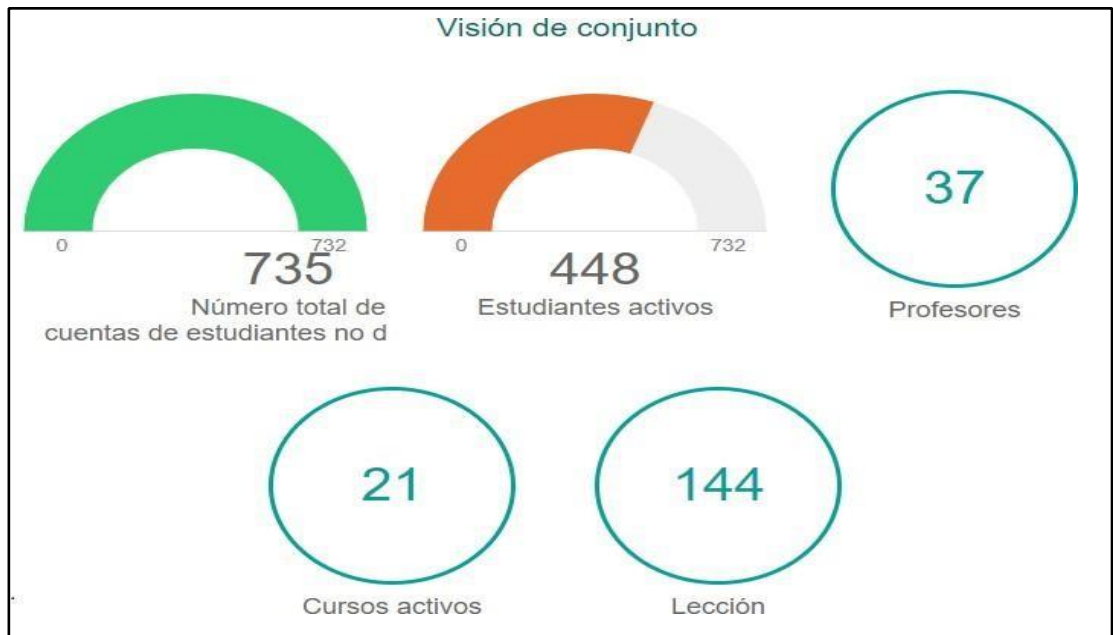 Visión de conjunto
0
732
735
Número total de
cuentas de estudiantes no d
0
732
448
Estudiantes activos
37
Profesores
21
Cursos activos
144
Lección
.